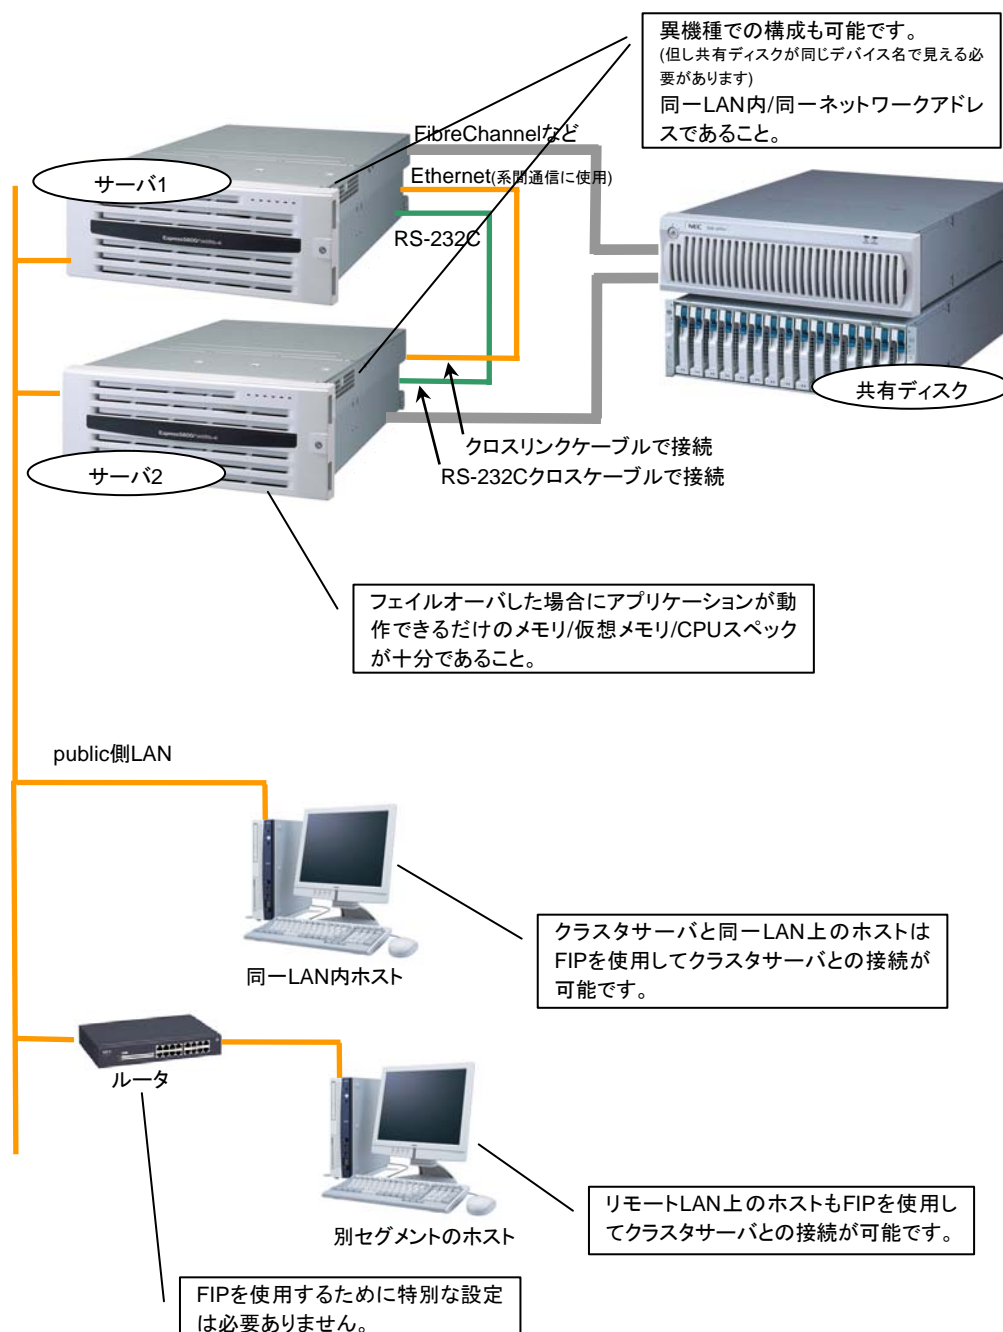 異機種での構成も可能です。
(但し共有ディスクが同じデバイス名で見える必
要があります)
同一LAN内/同一ネットワークアドレ
スであること。
FibreChannelなど
サーバ1
Ethernet(系間通信に使用)
RS-232C
NEC
Express5800
共有ディスク
Express5800
クロスリンクケーブルで接続
サーバ2
RS-232Cクロスケーブルで接続
フェイルオーバした場合にアプリケーションが動
作できるだけのメモリ/仮想メモリ/CPUスペック
が十分であること。
public側LAN
クラスタサーバと同一LAN上のホストは
FIPを使用してクラスタサーバとの接続が
可能です。
同一LAN内ホスト
ルータ
リモートLAN上のホストもFIPを使用し
てクラスタサーバとの接続が可能です。
別セグメントのホスト
FIPを使用するために特別な設定
は必要ありません。